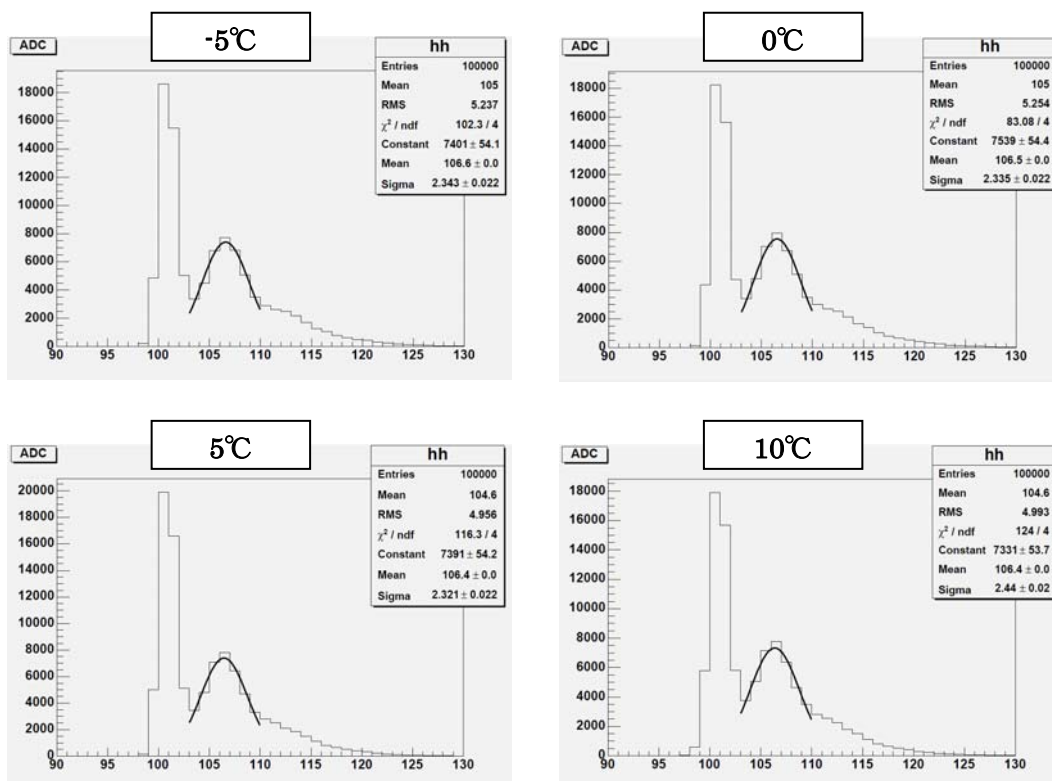 -5℃
ADC
hh
Entries 100000
Mean 105
RMS 5.237
χ² / ndf 102.3 / 4
Constant 7401 ± 54.1
Mean 106.6 ± 0.0
Sigma 2.343 ± 0.022
18000
16000
14000
12000
10000
8000
6000
4000
2000
0
90 95 100 105 110 115 120 125 130
0℃
ADC
hh
Entries 100000
Mean 105
RMS 5.254
χ² / ndf 83.08 / 4
Constant 7539 ± 54.4
Mean 106.5 ± 0.0
Sigma 2.335 ± 0.022
18000
16000
14000
12000
10000
8000
6000
4000
2000
0
90 95 100 105 110 115 120 125 130
5℃
ADC
hh
Entries 100000
Mean 104.6
RMS 4.956
χ² / ndf 116.3 / 4
Constant 7391 ± 54.2
Mean 106.4 ± 0.0
Sigma 2.321 ± 0.022
20000
18000
16000
14000
12000
10000
8000
6000
4000
2000
0
90 95 100 105 110 115 120 125 130
10℃
ADC
hh
Entries 100000
Mean 104.6
RMS 4.993
χ² / ndf 124 / 4
Constant 7331 ± 53.7
Mean 106.4 ± 0.0
Sigma 2.44 ± 0.02
18000
16000
14000
12000
10000
8000
6000
4000
2000
0
90 95 100 105 110 115 120 125 130